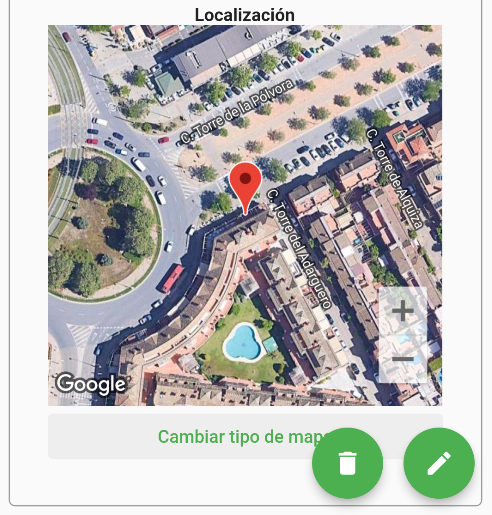 Localización
C. Torre de la Pólvora
C. Torre de Alquiza
C. Torre del Adarguero
+
−
Google
Cambiar tipo de map